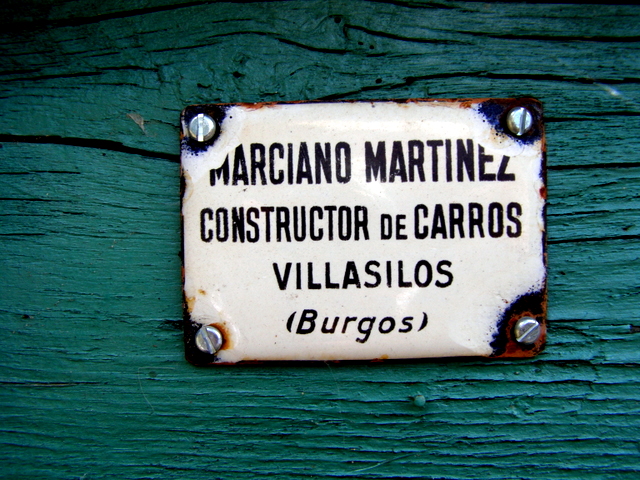 MARCIANO MARTINEZ
CONSTRUCTOR DE CARROS
VILLASILOS
(Burgos)